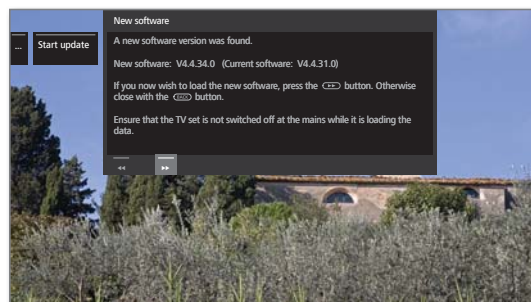 New software
... Start update
A new software version was found.
New software: V4.4.34.0 (Current software: V4.4.31.0)
If you now wish to load the new software, press the ▸▸ button. Otherwise
close with the BACK button.
Ensure that the TV set is not switched off at the mains while it is loading the
data.
◂◂ ▸▸